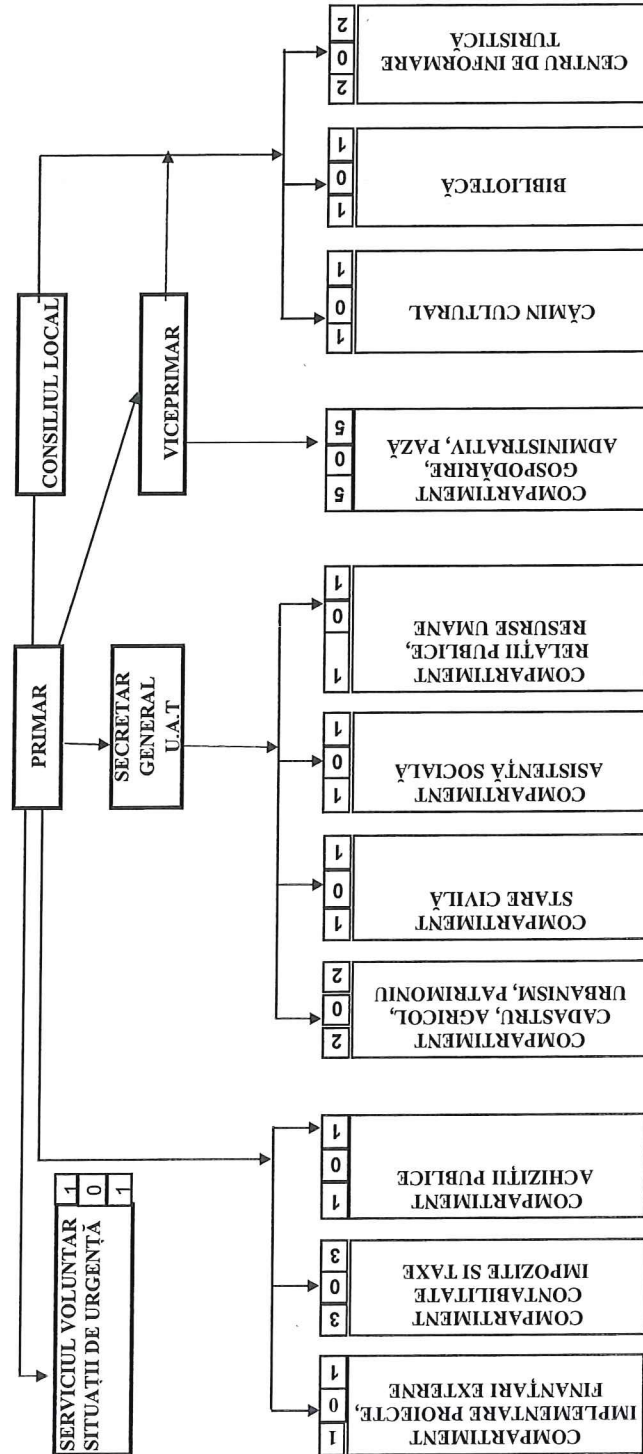 CONSILIUL LOCAL
PRIMAR
VICEPRIMAR
SECRETAR
GENERAL
U.A.T
SERVICIUL VOLUNTAR
SITUAȚII DE URGENȚĂ
1
0
1
COMPARTIMENT
IMPLEMENTARE PROIECTE,
FINANȚARI EXTERNE
1
0
1
COMPARTIMENT
CONTABILITATE
IMPOZITE SI TAXE
3
0
3
COMPARTIMENT
ACHIZIȚII PUBLICE
1
0
1
COMPARTIMENT
CADASTRU, AGRICOL,
URBANISM, PATRIMONIU
2
0
2
COMPARTIMENT
STARE CIVILĂ
1
0
1
COMPARTIMENT
ASISTENȚĂ SOCIALĂ
1
0
1
COMPARTIMENT
RELAȚII PUBLICE,
RESURSE UMANE
1
0
1
COMPARTIMENT
GOSPODĂRIRE,
ADMINISTRATIV, PAZĂ
5
0
5
CĂMIN CULTURAL
1
0
1
BIBLIOTECĂ
1
0
1
CENTRU DE INFORMARE
TURISTICĂ
2
0
2